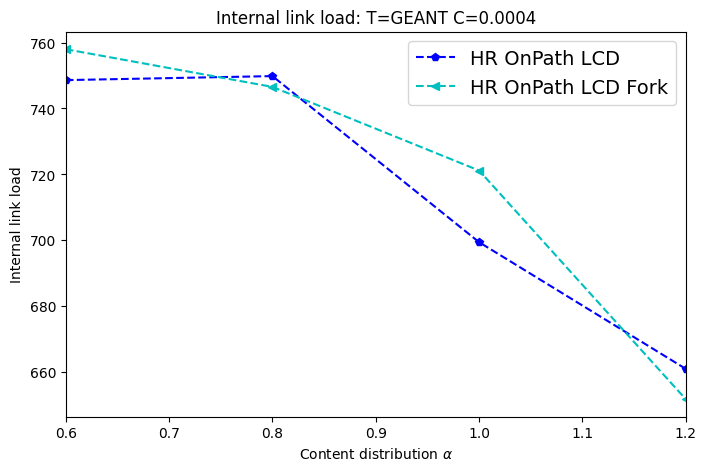 Internal link load: T=GEANT C=0.0004
HR OnPath LCD
HR OnPath LCD Fork
Internal link load
760
740
720
700
680
660
0.6 0.7 0.8 0.9 1.0 1.1 1.2
Content distribution α